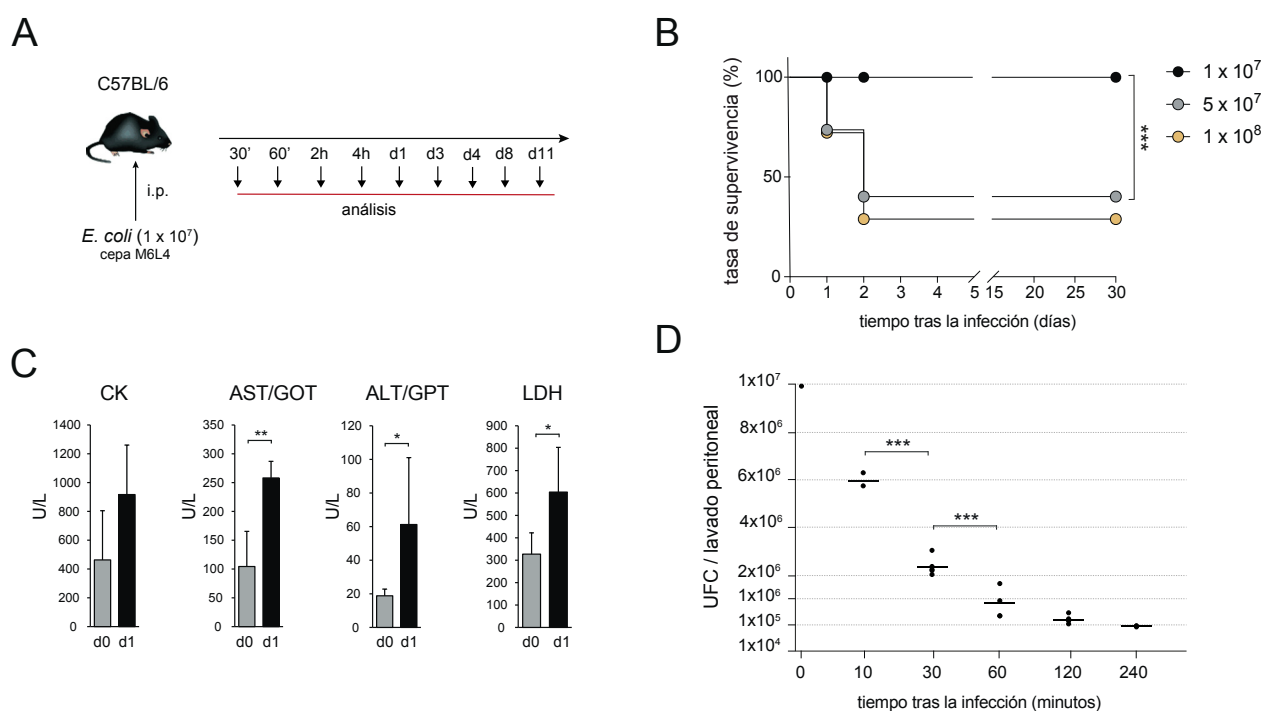 A
C57BL/6
i.p.
E. coli (1 x 10⁷)
cepa M6L4
30' 60' 2h 4h d1 d3 d4 d8 d11
análisis
B
tasa de supervivencia (%)
100
50
0
0 1 2 3 4 5 15 20 25 30
tiempo tras la infección (días)
1 x 10⁷
5 x 10⁷
1 x 10⁸
***
C
CK
U/L
1400
1200
1000
800
600
400
200
0
d0 d1
AST/GOT
U/L
350
300
250
200
150
100
50
0
**
d0 d1
ALT/GPT
U/L
120
100
80
60
40
20
0
*
d0 d1
LDH
U/L
900
800
700
600
500
400
300
200
100
0
*
d0 d1
D
UFC / lavado peritoneal
1x10⁷
8x10⁶
6x10⁶
4x10⁶
2x10⁶
1x10⁶
1x10⁵
1x10⁴
***
***
0 10 30 60 120 240
tiempo tras la infección (minutos)